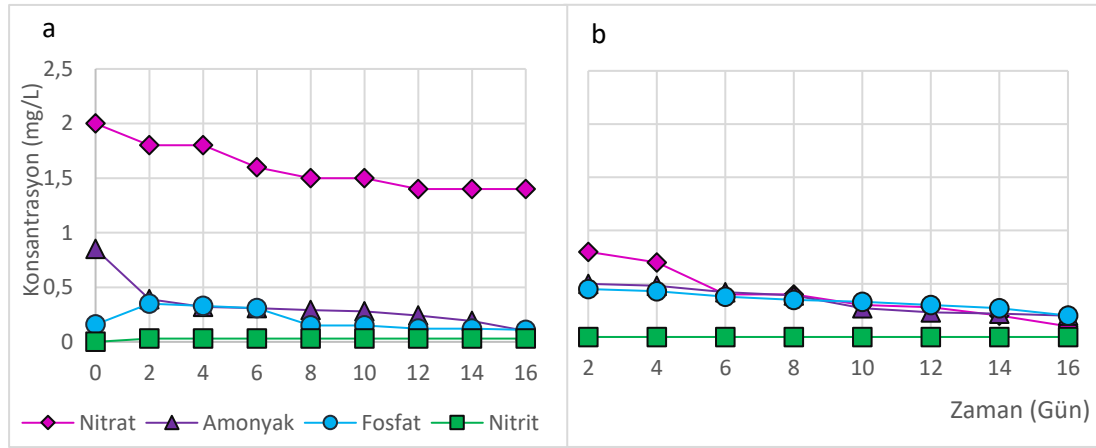 a
b
Konsantrasyon (mg/L)
2,5
2
1,5
1
0,5
0
0 2 4 6 8 10 12 14 16
2 4 6 8 10 12 14 16
Nitrat Amonyak Fosfat Nitrit
Zaman (Gün)